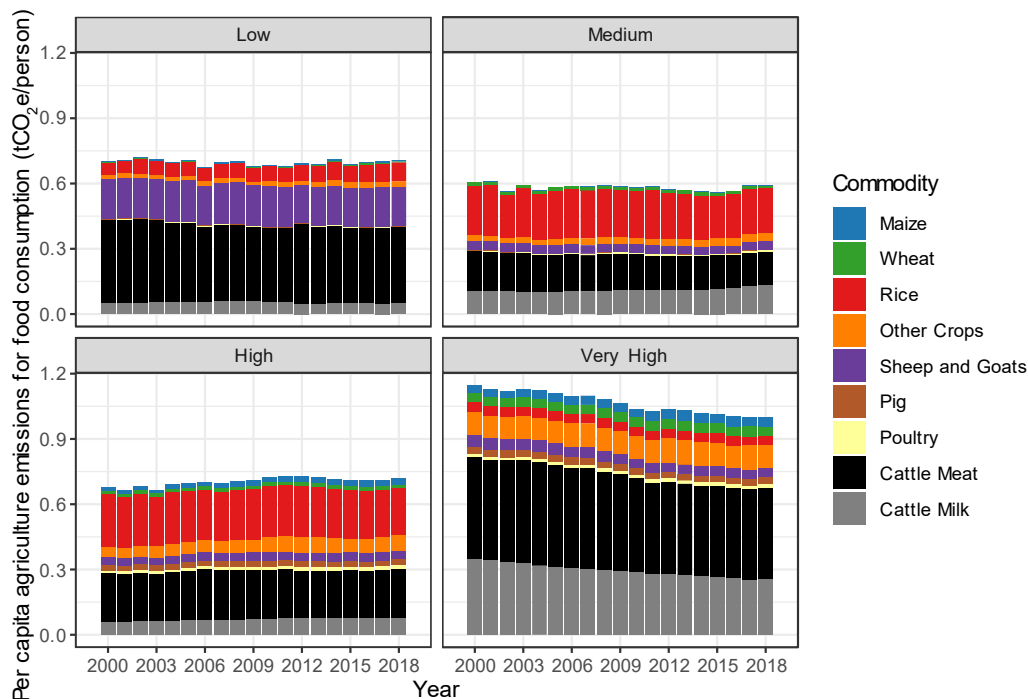 Per capita agriculture emissions for food consumption (tCO2e/person)
Low
Medium
1.2
0.9
0.6
0.3
0.0
High
Very High
1.2
0.9
0.6
0.3
0.0
2000 2003 2006 2009 2012 2015 2018
2000 2003 2006 2009 2012 2015 2018
Year
Commodity
Maize
Wheat
Rice
Other Crops
Sheep and Goats
Pig
Poultry
Cattle Meat
Cattle Milk